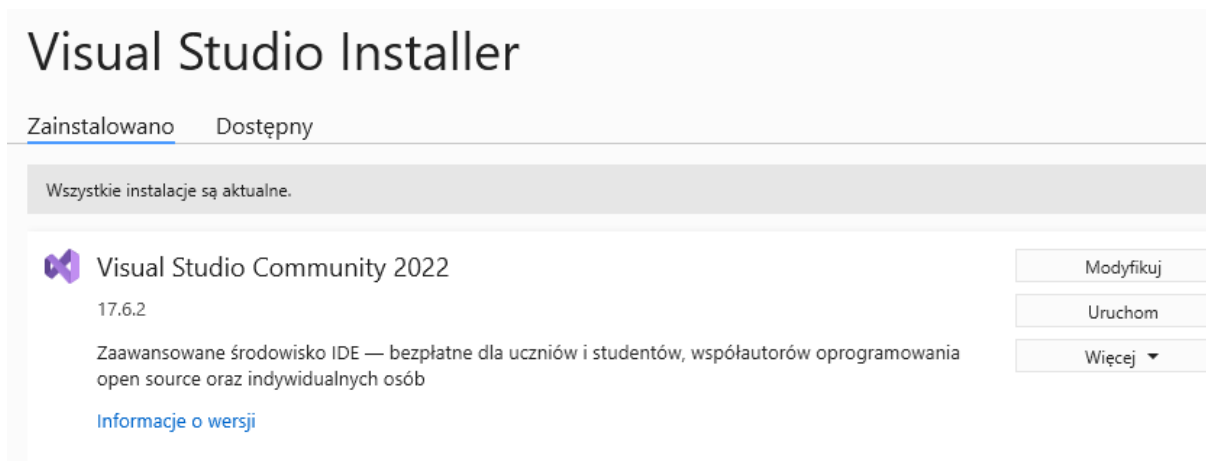 Visual Studio Installer
Zainstalowano Dostępny
Wszystkie instalacje są aktualne.
Visual Studio Community 2022
Modyfikuj
17.6.2
Uruchom
Zaawansowane środowisko IDE — bezpłatne dla uczniów i studentów, współautorów oprogramowania
open source oraz indywidualnych osób
Więcej
Informacje o wersji